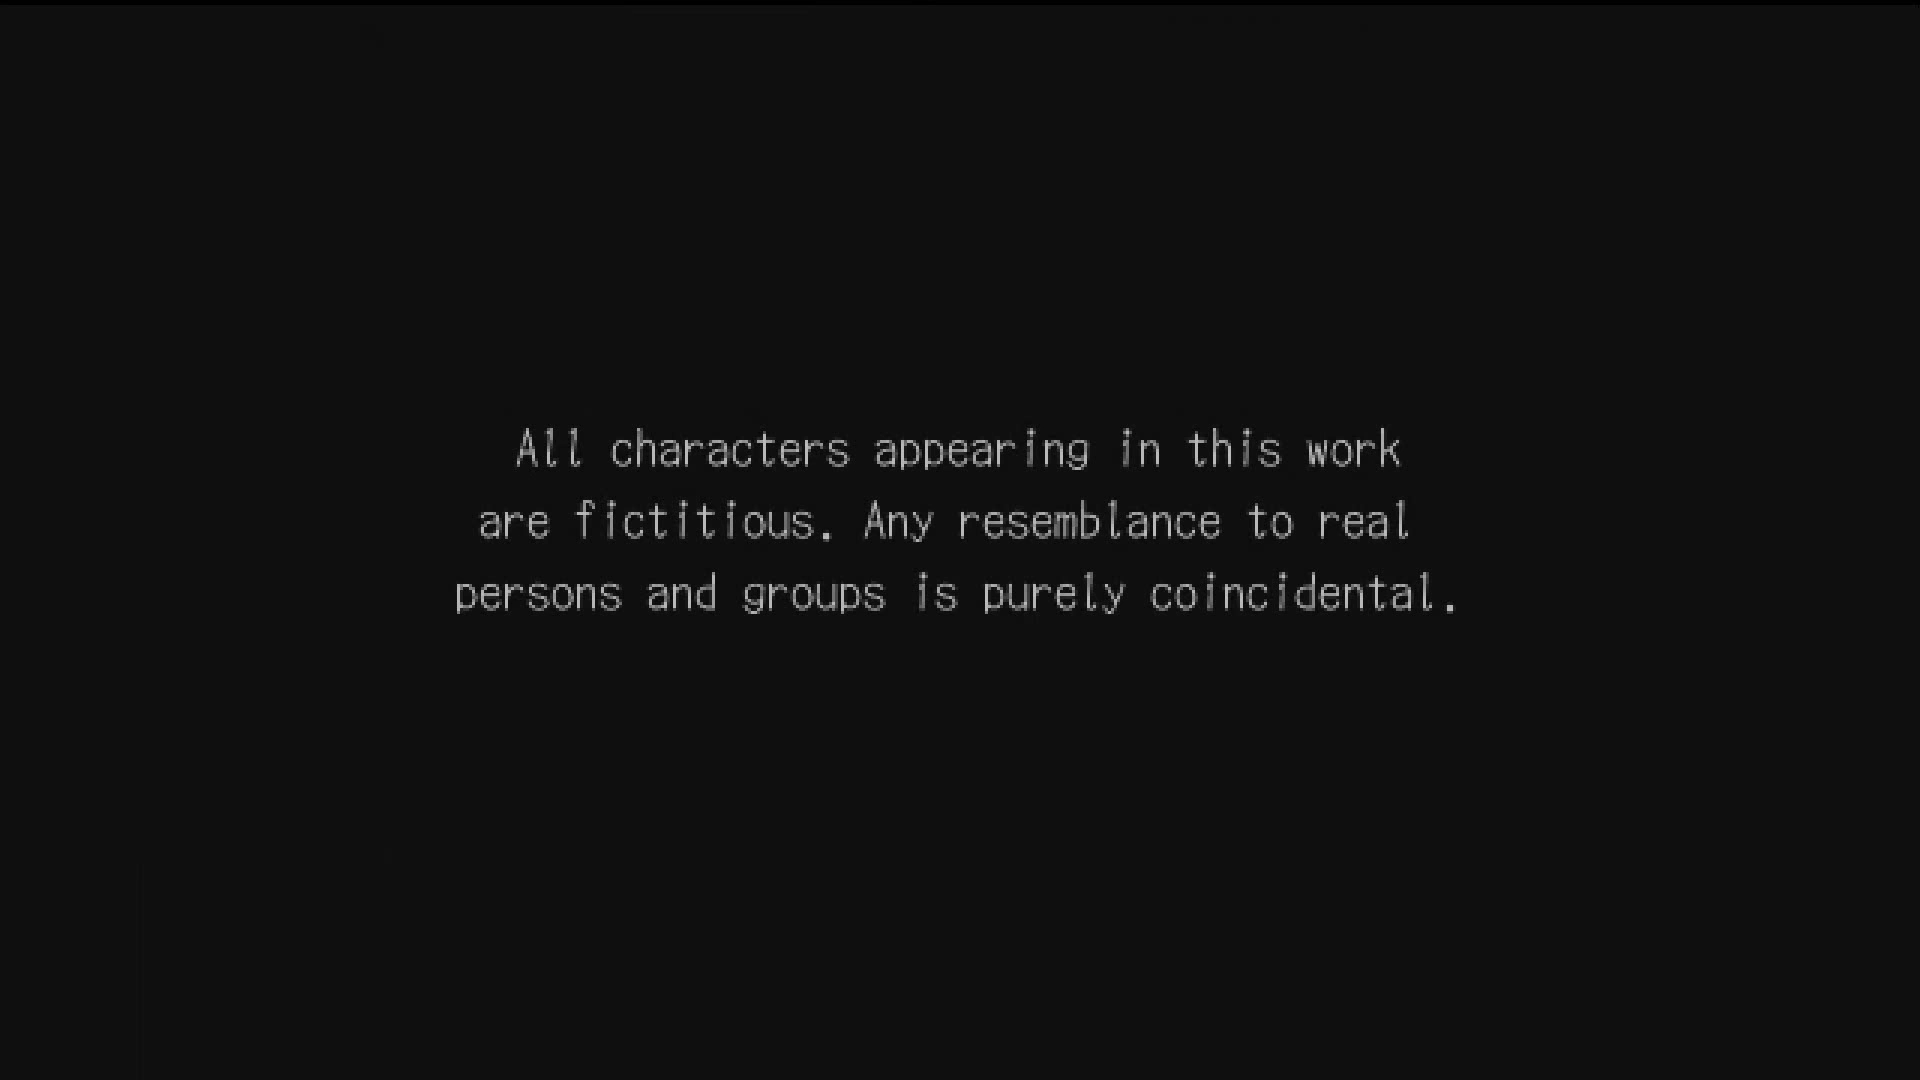 All characters appearing in this work
are fictitious. Any resemblance to real
persons and groups is purely coincidental.